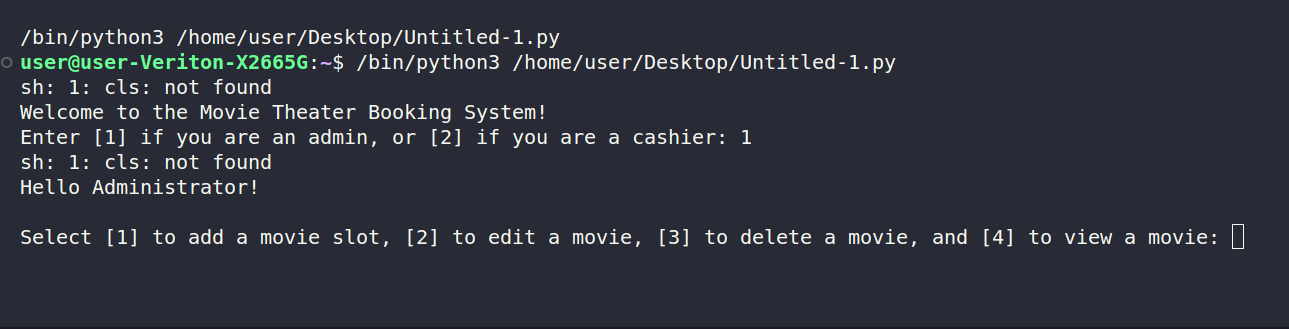 /bin/python3 /home/user/Desktop/Untitled-1.py
user@user-Veriton-X2665G:~$ /bin/python3 /home/user/Desktop/Untitled-1.py
sh: 1: cls: not found
Welcome to the Movie Theater Booking System!
Enter [1] if you are an admin, or [2] if you are a cashier: 1
sh: 1: cls: not found
Hello Administrator!
Select [1] to add a movie slot, [2] to edit a movie, [3] to delete a movie, and [4] to view a movie: